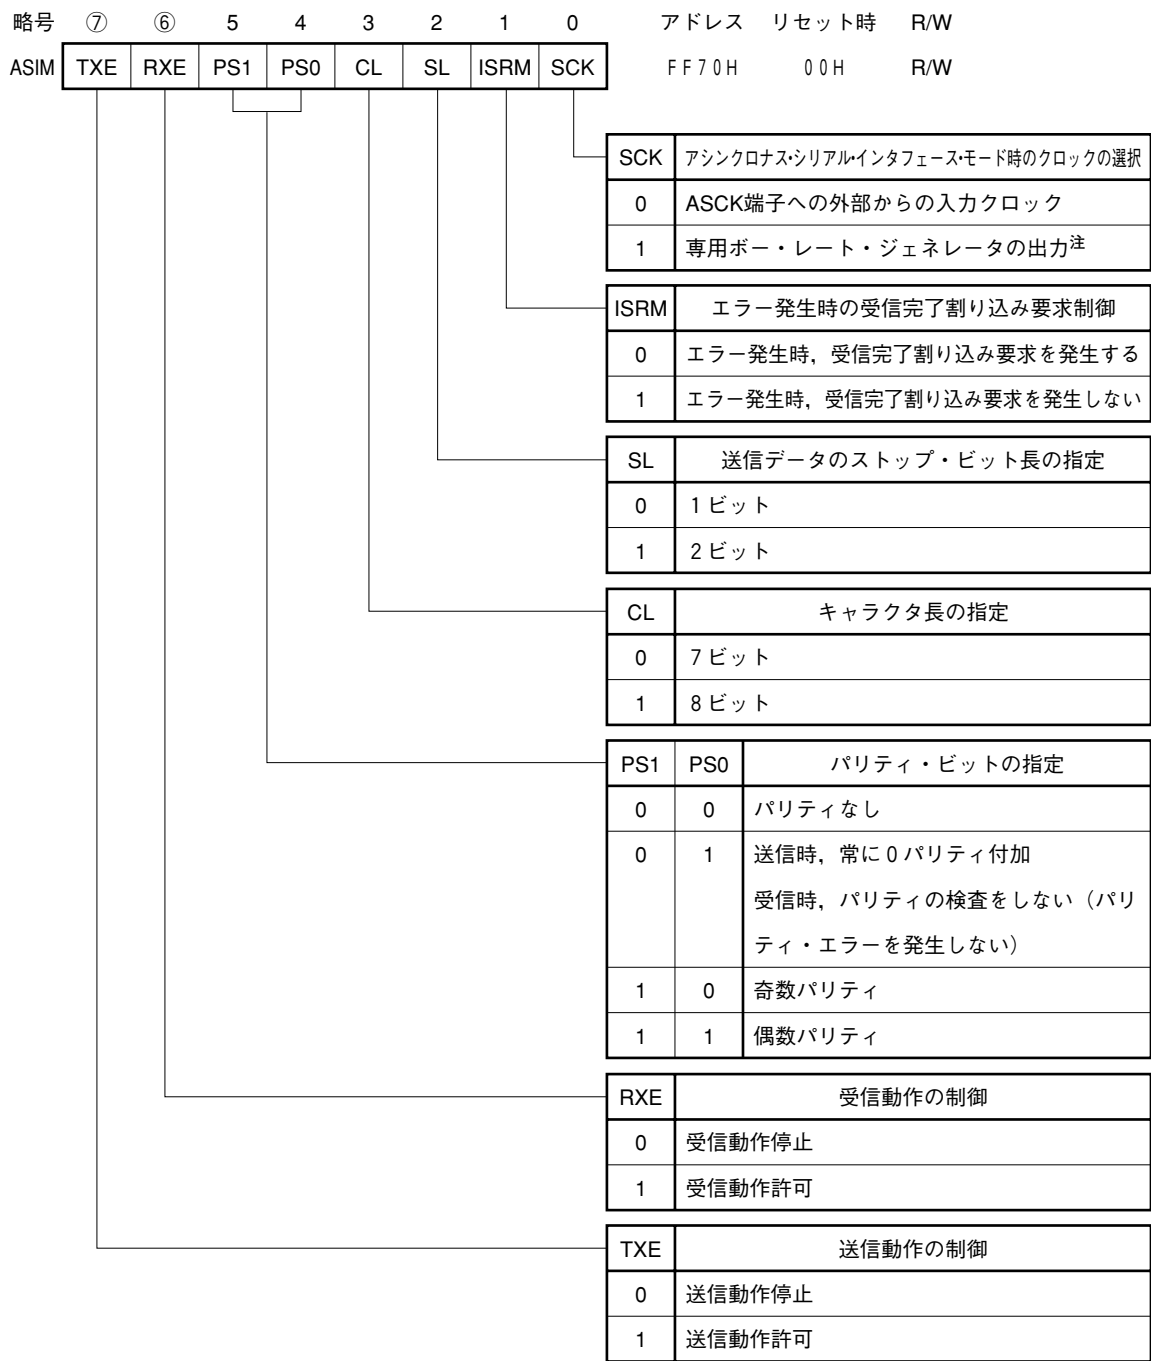 略号 ⑦ ⑥ 5 4 3 2 1 0 アドレス リセット時 R/W
ASIM TXE RXE PS1 PS0 CL SL ISRM SCK FF70H 00H R/W
SCK アシンクロナス・シリアル・インタフェース・モード時のクロックの選択
0 ASCK端子への外部からの入力クロック
1 専用ボー・レート・ジェネレータの出力注
ISRM エラー発生時の受信完了割り込み要求制御
0 エラー発生時，受信完了割り込み要求を発生する
1 エラー発生時，受信完了割り込み要求を発生しない
SL 送信データのストップ・ビット長の指定
0 1ビット
1 2ビット
CL キャラクタ長の指定
0 7ビット
1 8ビット
PS1 PS0 パリティ・ビットの指定
0 0 パリティなし
0 1 送信時，常に0パリティ付加
受信時，パリティの検査をしない（パリ
ティ・エラーを発生しない）
1 0 奇数パリティ
1 1 偶数パリティ
RXE 受信動作の制御
0 受信動作停止
1 受信動作許可
TXE 送信動作の制御
0 送信動作停止
1 送信動作許可